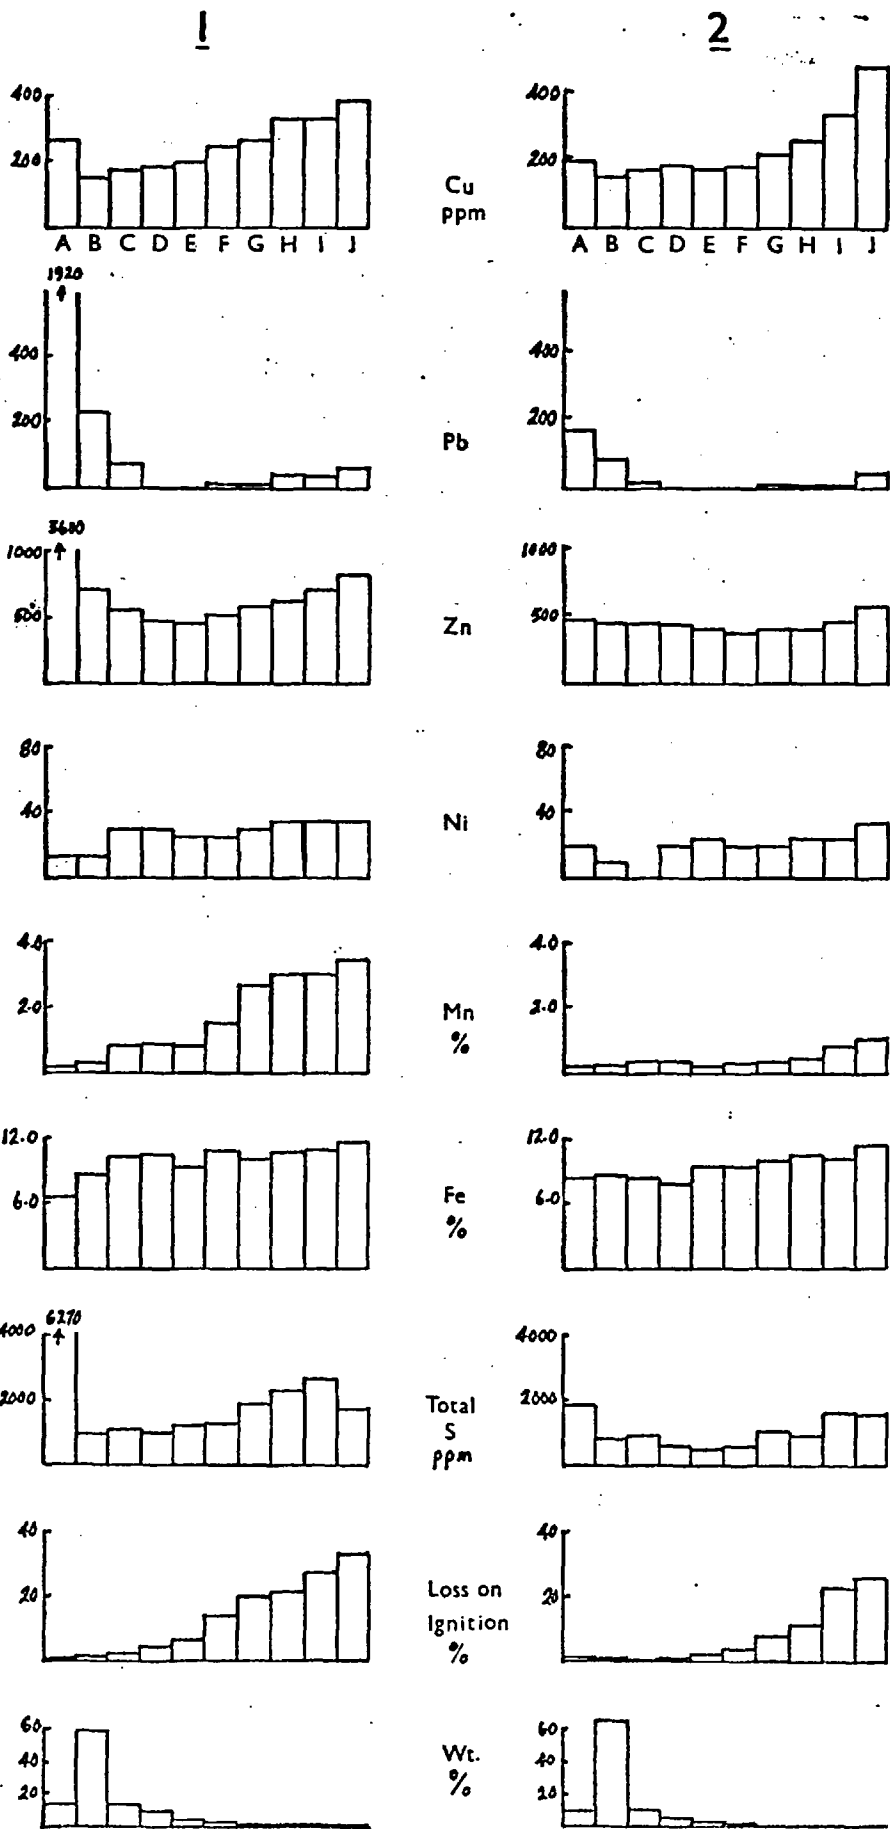 1 2
400 400
200 200
Cu
ppm
A B C D E F G H I J A B C D E F G H I J
1920
400 400
200 200
Pb
3600
1000 1000
500 500
Zn
80 80
40 40
Ni
4.0 4.0
2.0 2.0
Mn
%
12.0 12.0
6.0 6.0
Fe
%
6270
4000 4000
2000 2000
Total
S
ppm
40 40
20 20
Loss on
Ignition
%
60 60
40 40
20 20
Wt.
%